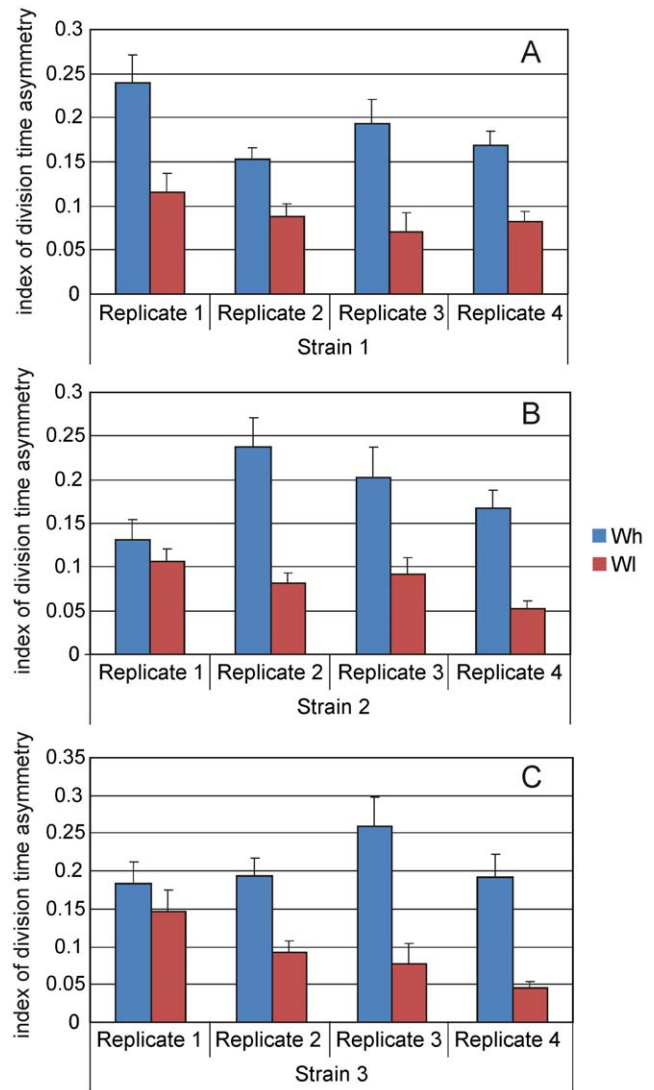 0.3
A
0.25
0.2
0.15
0.1
0.05
0
index of division time asymmetry
Replicate 1 Replicate 2 Replicate 3 Replicate 4
Strain 1
0.3
B
0.25
0.2
0.15
0.1
0.05
0
index of division time asymmetry
Replicate 1 Replicate 2 Replicate 3 Replicate 4
Strain 2
Wh
Wl
0.35
C
0.3
0.25
0.2
0.15
0.1
0.05
0
index of division time asymmetry
Replicate 1 Replicate 2 Replicate 3 Replicate 4
Strain 3